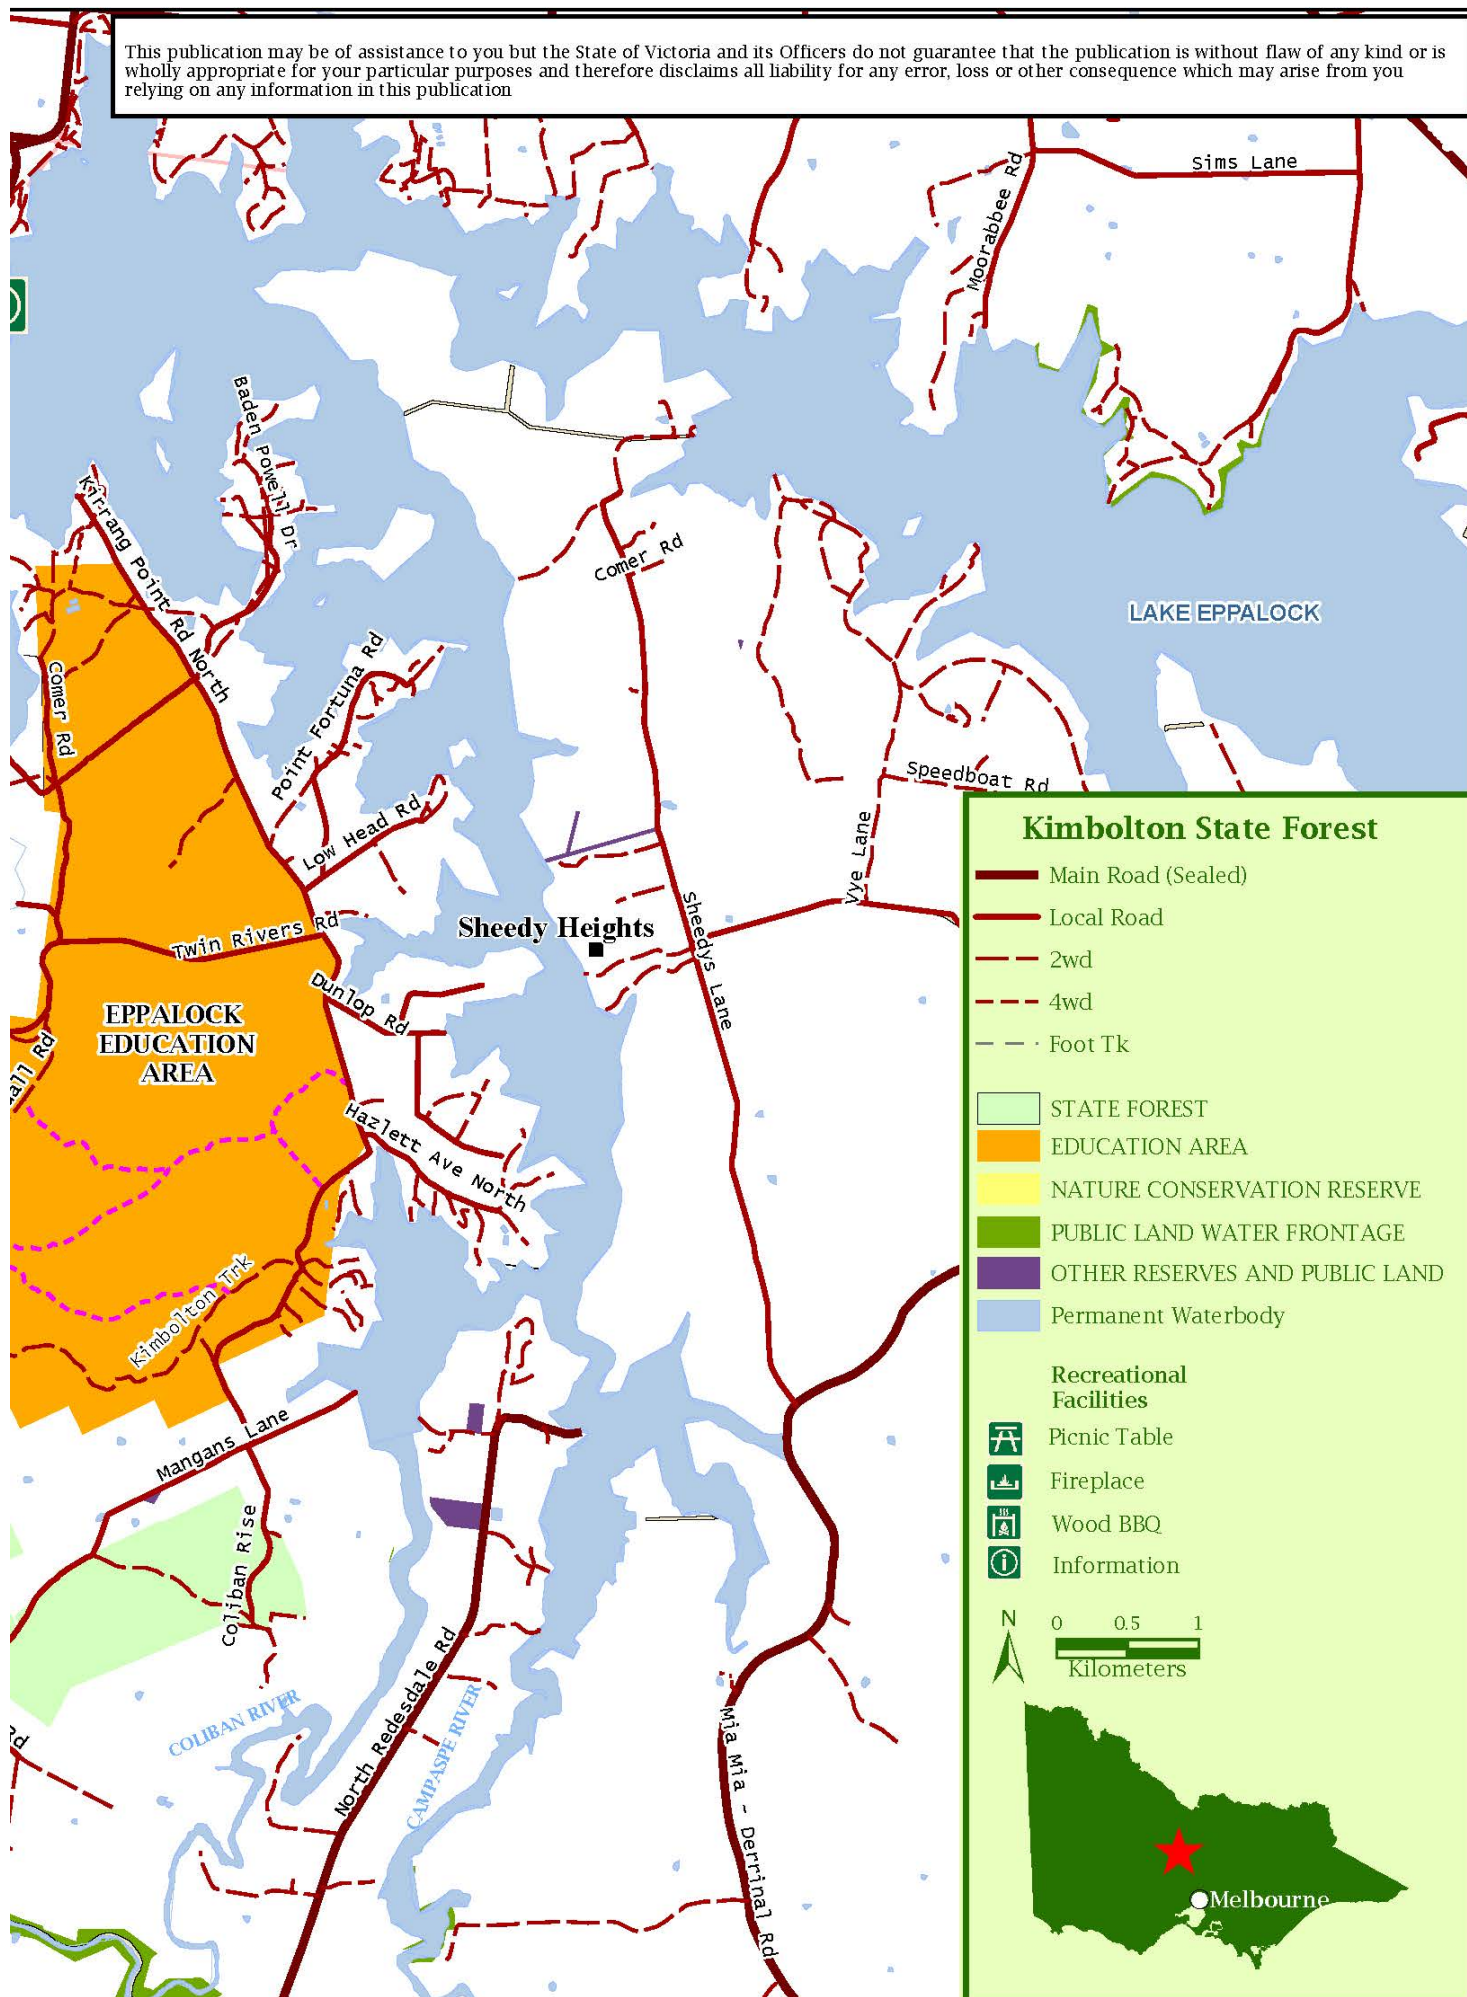 This publication may be of assistance to you but the State of Victoria and its Officers do not guarantee that the publication is without flaw of any kind or is
wholly appropriate for your particular purposes and therefore disclaims all liability for any error, loss or other consequence which may arise from you
relying on any information in this publication
Sims Lane
Moorabbee Rd
Baden Powell Dr
Kirrang Point Rd North
Comer Rd
LAKE EPPALOCK
Comer Rd
Point Fortuna Rd
Speedboat Rd
Low Head Rd
Vye Lane
Sheedy Heights
Sheedys Lane
Twin Rivers Rd
Dunlop Rd
EPPALOCK
EDUCATION
AREA
Rd
Hazlett Ave North
Kimbolton Trk
Mangans Lane
Coliban Rise
COLIBAN RIVER
North Redesdale Rd
CAMPASPE RIVER
Rd
Mia Mia - Derrinal Rd
Kimbolton State Forest
Main Road (Sealed)
Local Road
2wd
4wd
Foot Tk
STATE FOREST
EDUCATION AREA
NATURE CONSERVATION RESERVE
PUBLIC LAND WATER FRONTAGE
OTHER RESERVES AND PUBLIC LAND
Permanent Waterbody
Recreational
Facilities
Picnic Table
Fireplace
Wood BBQ
Information
N
0 0.5 1
Kilometers
Melbourne